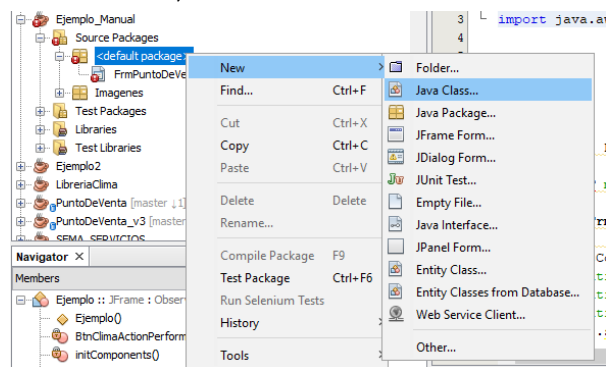 Ejemplo_Manual
Source Packages
<default package>
FrmPuntoDeVe
Imagenes
Test Packages
Libraries
Test Libraries
Ejemplo2
LibreriaClima
PuntoDeVenta [master ↓1]
PuntoDeVenta_v3 [master
SEMA_SERVICIOS
Navigator ×
Members
Ejemplo :: JFrame : Obser
Ejemplo()
BtnClimaActionPerform
initComponents()
New
Find... Ctrl+F
Cut Ctrl+X
Copy Ctrl+C
Paste Ctrl+V
Delete Delete
Rename...
Compile Package F9
Test Package Ctrl+F6
Run Selenium Tests
History
Tools
Folder...
Java Class...
Java Package...
JFrame Form...
JDialog Form...
JUnit Test...
Empty File...
Java Interface...
JPanel Form...
Entity Class...
Entity Classes from Database...
Web Service Client...
Other...
3 import java.a
4